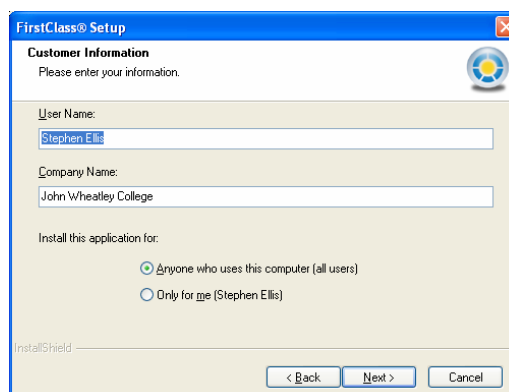 FirstClass® Setup
Customer Information
Please enter your information.
User Name:
Stephen Ellis
Company Name:
John Wheatley College
Install this application for:
Anyone who uses this computer (all users)
Only for me (Stephen Ellis)
InstallShield
< Back
Next >
Cancel